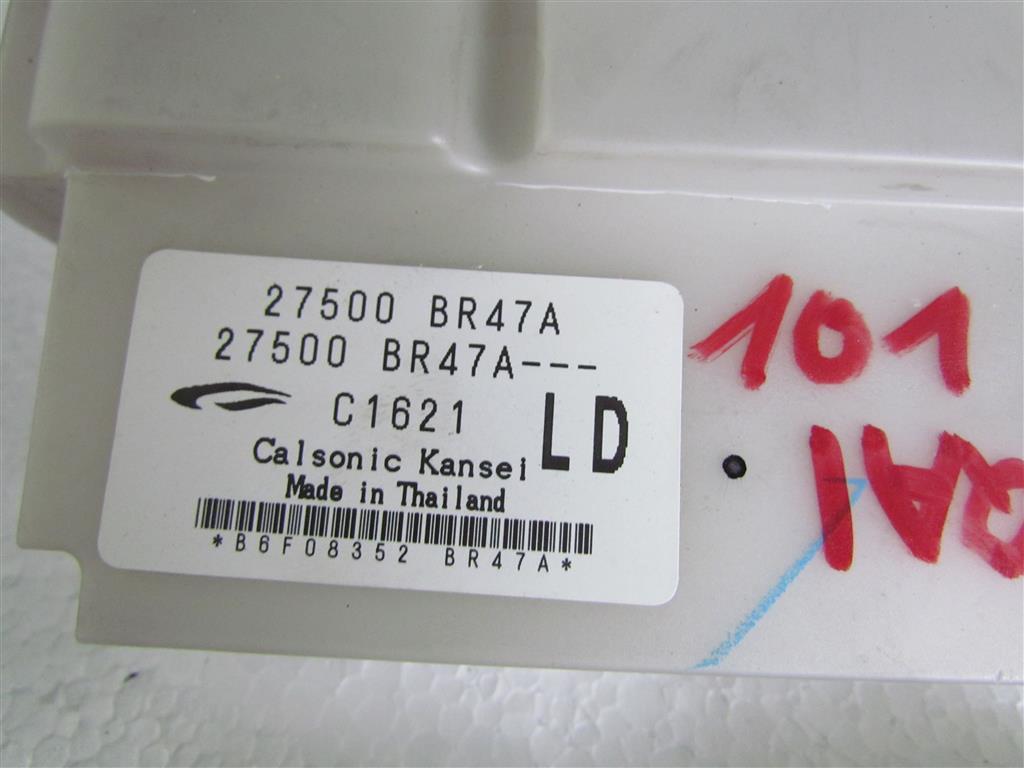 27500 BR47A
27500 BR47A---
C1621 LD
Calsonic Kansei
Made in Thailand
*B6F08352 BR47A*
101